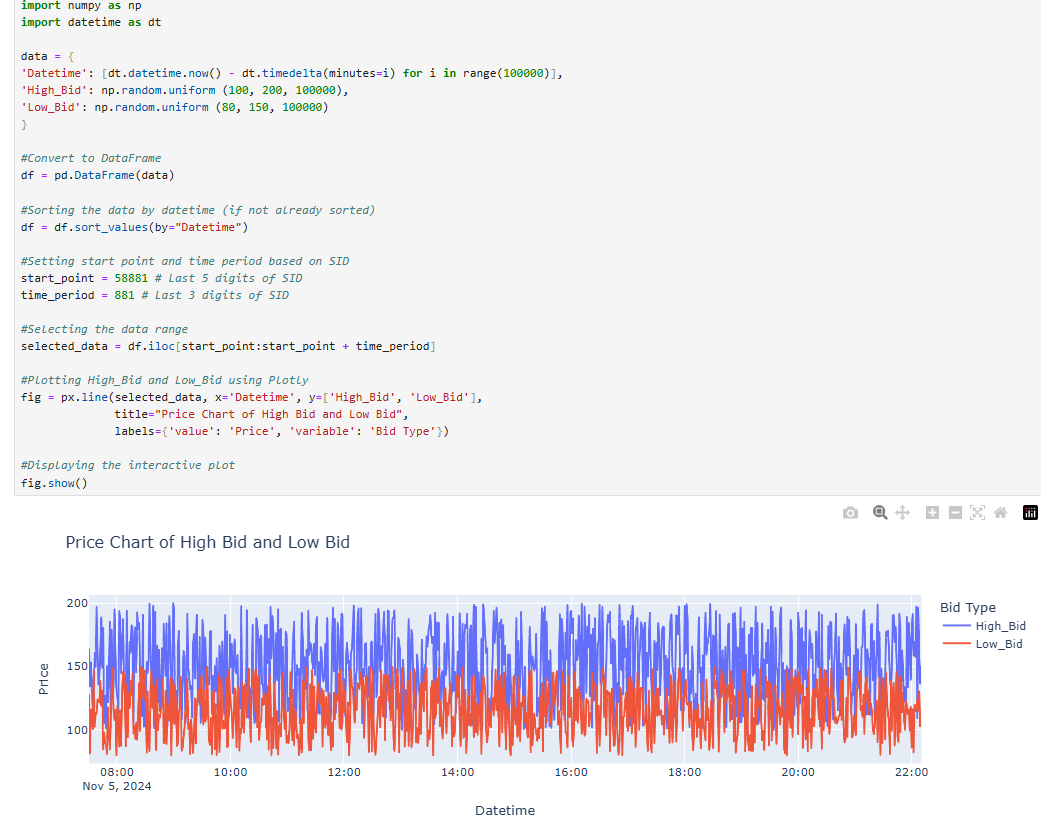 import numpy as np
import datetime as dt
data = {
'Datetime': [dt.datetime.now() - dt.timedelta(minutes=i) for i in range(100000)],
'High_Bid': np.random.uniform (100, 200, 100000),
'Low_Bid': np.random.uniform (80, 150, 100000)
}
#Convert to DataFrame
df = pd.DataFrame(data)
#Sorting the data by datetime (if not already sorted)
df = df.sort_values(by="Datetime")
#Setting start point and time period based on SID
start_point = 58881 # Last 5 digits of SID
time_period = 881 # Last 3 digits of SID
#Selecting the data range
selected_data = df.iloc[start_point:start_point + time_period]
#Plotting High_Bid and Low_Bid using Plotly
fig = px.line(selected_data, x='Datetime', y=['High_Bid', 'Low_Bid'],
title="Price Chart of High Bid and Low Bid",
labels={'value': 'Price', 'variable': 'Bid Type'})
#Displaying the interactive plot
fig.show()
Price Chart of High Bid and Low Bid
200
150
100
Price
08:00 10:00 12:00 14:00 16:00 18:00 20:00 22:00
Nov 5, 2024
Datetime
Bid Type
High_Bid
Low_Bid